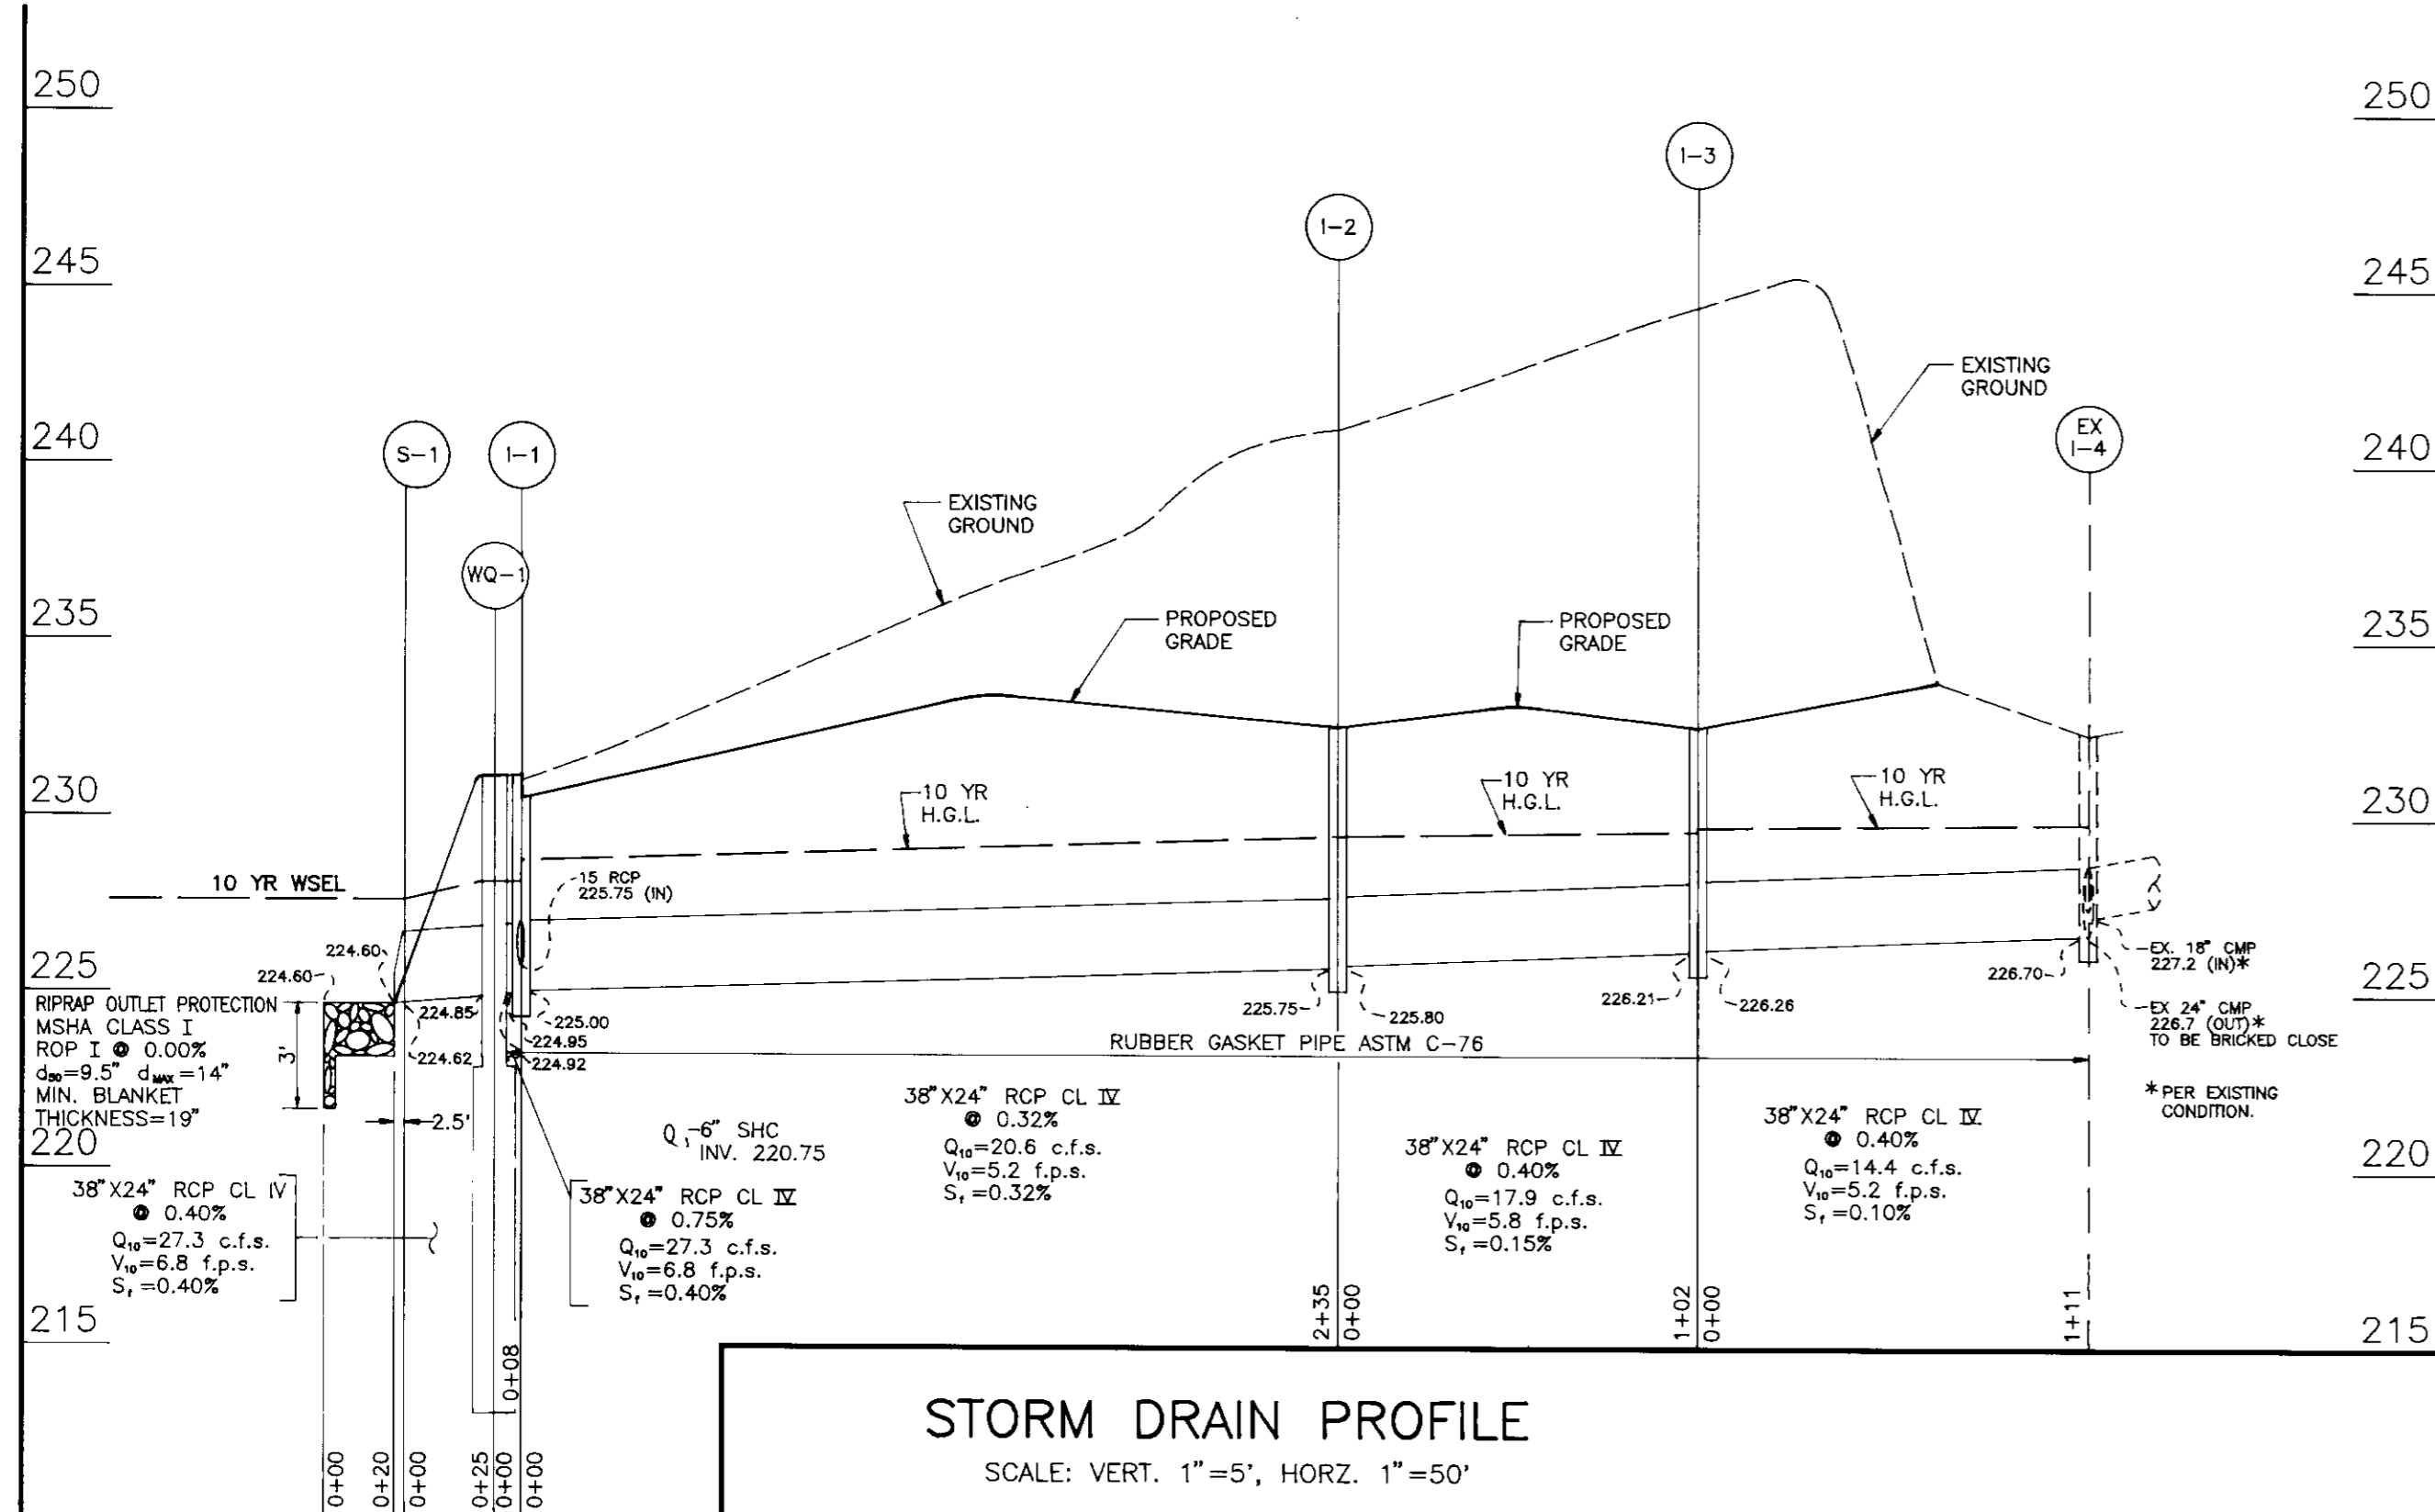 250
250
I-3
I-2
245
245
EXISTING
GROUND
S-1
I-1
EX
I-4
240
240
EXISTING
GROUND
WQ-1
235
235
PROPOSED
GRADE
PROPOSED
GRADE
230
230
10 YR
H.G.L.
10 YR
H.G.L.
10 YR
H.G.L.
10 YR WSEL
15 RCP
225.75 (IN)
224.60
224.60
225
225
RIPRAP OUTLET PROTECTION
MSHA CLASS I
ROP I @ 0.00%
d50=9.5" dMAX=14"
MIN. BLANKET
THICKNESS=19"
3'
2.5'
224.85
224.62
225.00
224.95
224.92
225.75
225.80
226.21
226.26
226.70
EX. 18" CMP
227.2 (IN)*
EX 24" CMP
226.7 (OUT)*
TO BE BRICKED CLOSE
*PER EXISTING
CONDITION.
RUBBER GASKET PIPE ASTM C-76
220
220
6" SHC
INV. 220.75
38"X24" RCP CL IV
@ 0.40%
Q10=27.3 c.f.s.
V10=6.8 f.p.s.
Sf=0.40%
38"X24" RCP CL IV
@ 0.75%
Q10=27.3 c.f.s.
V10=6.8 f.p.s.
Sf=0.40%
38"X24" RCP CL IV
@ 0.32%
Q10=20.6 c.f.s.
V10=5.2 f.p.s.
Sf=0.32%
38"X24" RCP CL IV
@ 0.40%
Q10=17.9 c.f.s.
V10=5.8 f.p.s.
Sf=0.15%
38"X24" RCP CL IV
@ 0.40%
Q10=14.4 c.f.s.
V10=5.2 f.p.s.
Sf=0.10%
215
215
0+00
0+20
0+00
0+25
0+00
0+08
0+00
2+35
0+00
1+02
0+00
1+11
STORM DRAIN PROFILE
SCALE: VERT. 1"=5', HORZ. 1"=50'